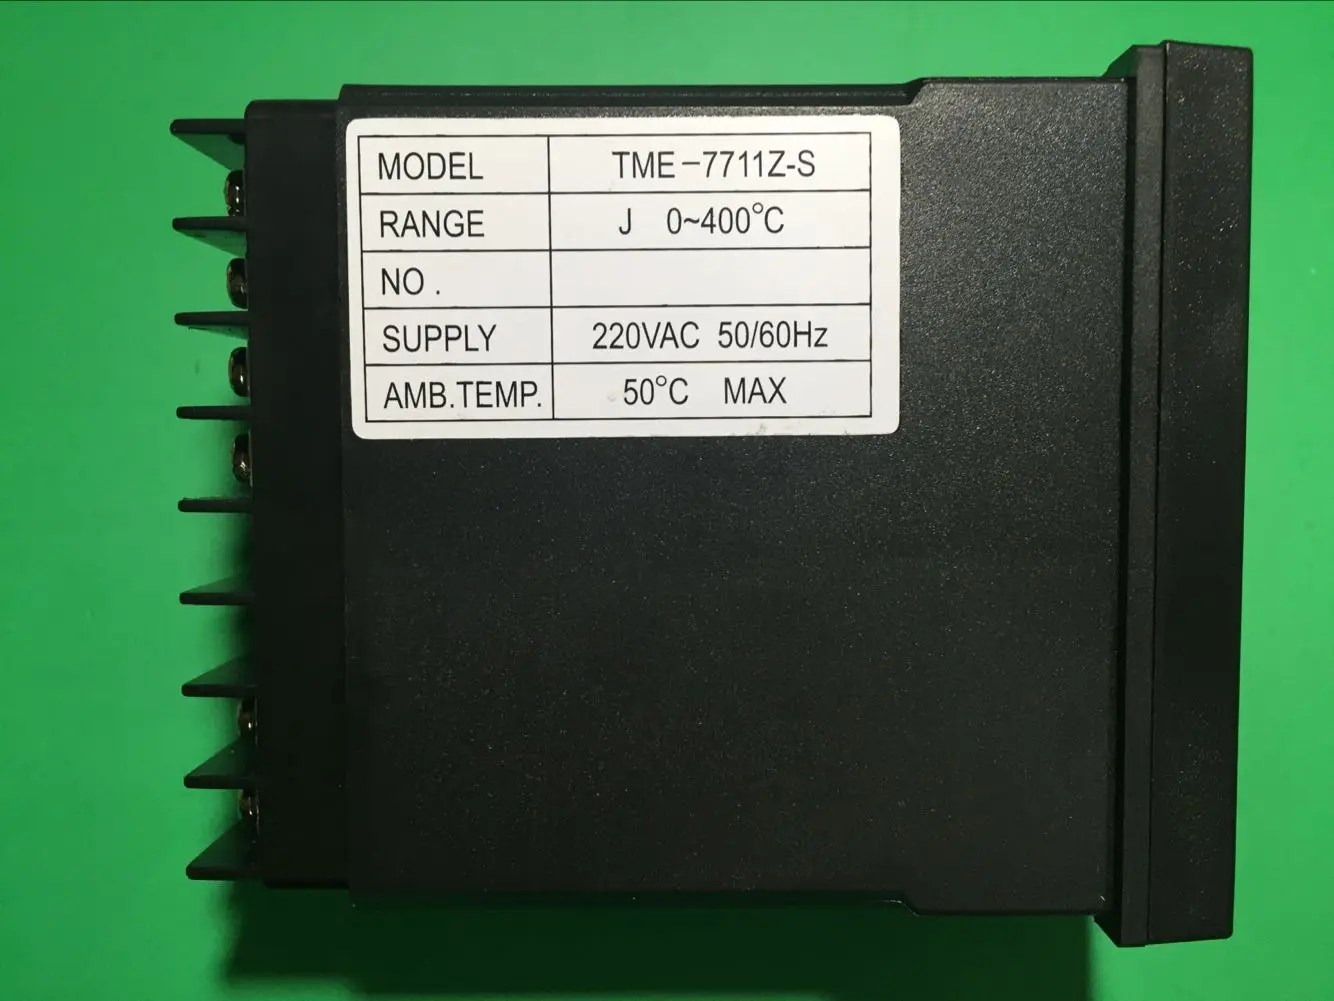 MODEL TME-7711Z-S
RANGE J 0~400°C
NO .
SUPPLY 220VAC 50/60Hz
AMB.TEMP. 50°C MAX